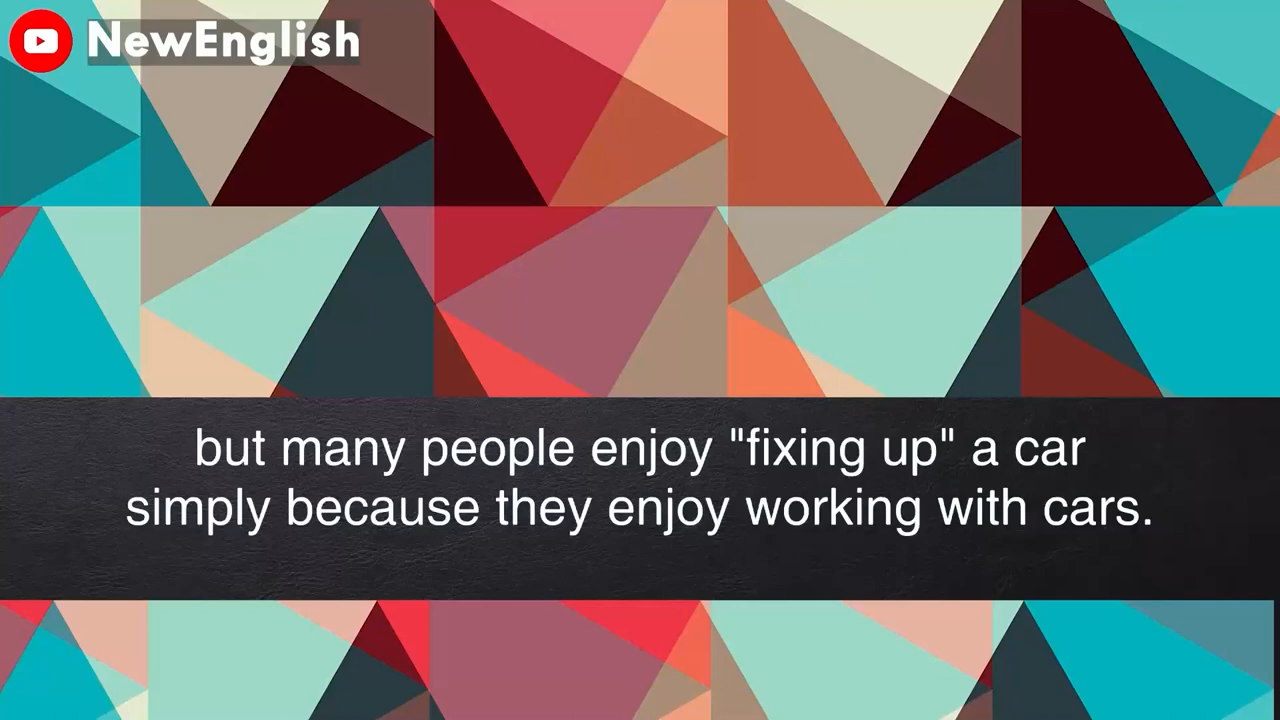 NewEnglish
but many people enjoy "fixing up" a car
simply because they enjoy working with cars.